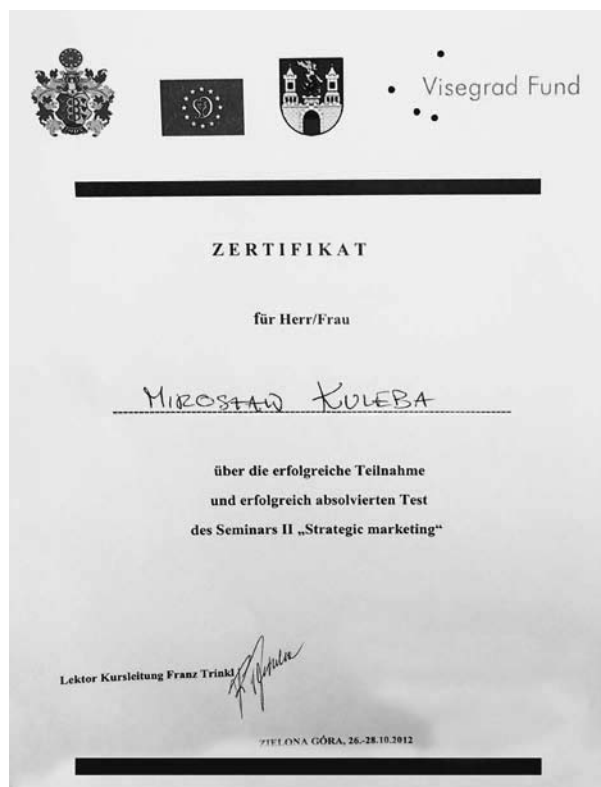 Visegrad Fund
ZERTIFIKAT
für Herr/Frau
MIROSŁAW KULEBA
über die erfolgreiche Teilnahme
und erfolgreich absolvierten Test
des Seminars II „Strategic marketing“
Lektor Kursleitung Franz Trinkl
ZIELONA GÓRA, 26.-28.10.2012